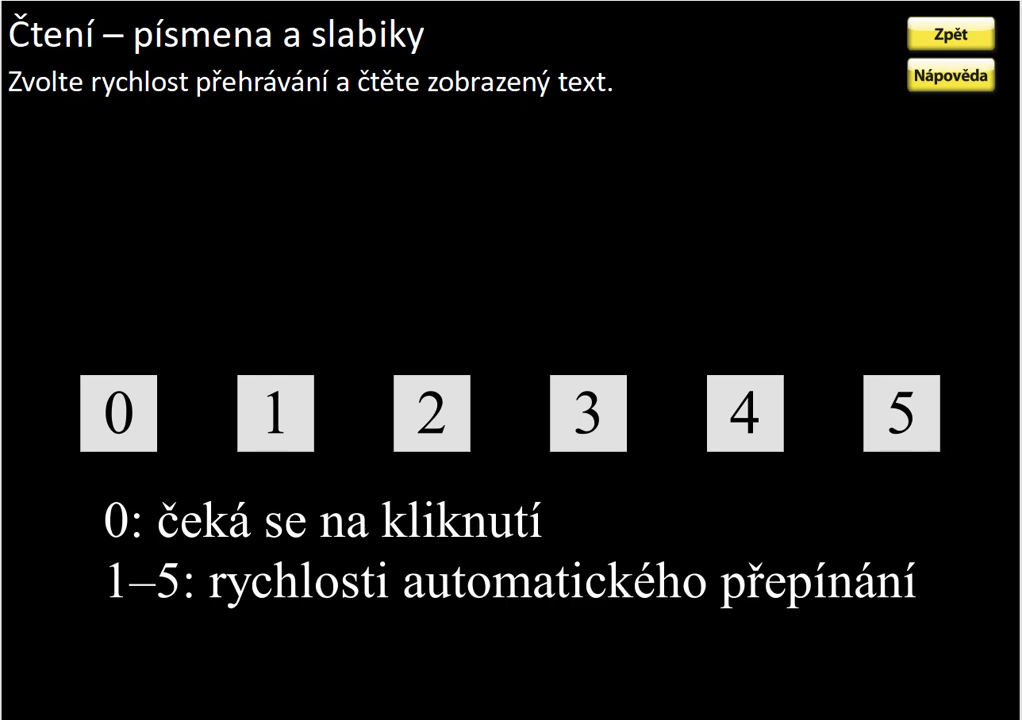 Čtení – písmena a slabiky
Zpět
Zvolte rychlost přehrávání a čtěte zobrazený text.
Nápověda
0 1 2 3 4 5
0: čeká se na kliknutí
1–5: rychlosti automatického přepínání